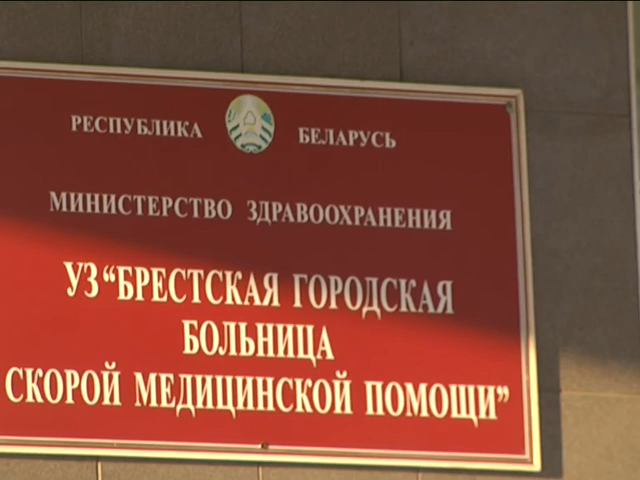 РЕСПУБЛИКА БЕЛАРУСЬ
МИНИСТЕРСТВО ЗДРАВООХРАНЕНИЯ
УЗ “БРЕСТСКАЯ ГОРОДСКАЯ
БОЛЬНИЦА
СКОРОЙ МЕДИЦИНСКОЙ ПОМОЩИ”